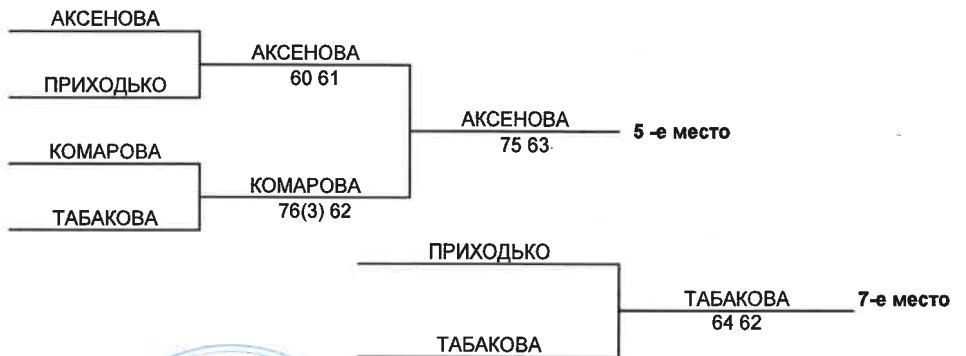 АКСЕНОВА
АКСЕНОВА
60 61
ПРИХОДЬКО
АКСЕНОВА
75 63
5 -е место
КОМАРОВА
КОМАРОВА
76(3) 62
ТАБАКОВА
ПРИХОДЬКО
ТАБАКОВА
64 62
7-е место
ТАБАКОВА